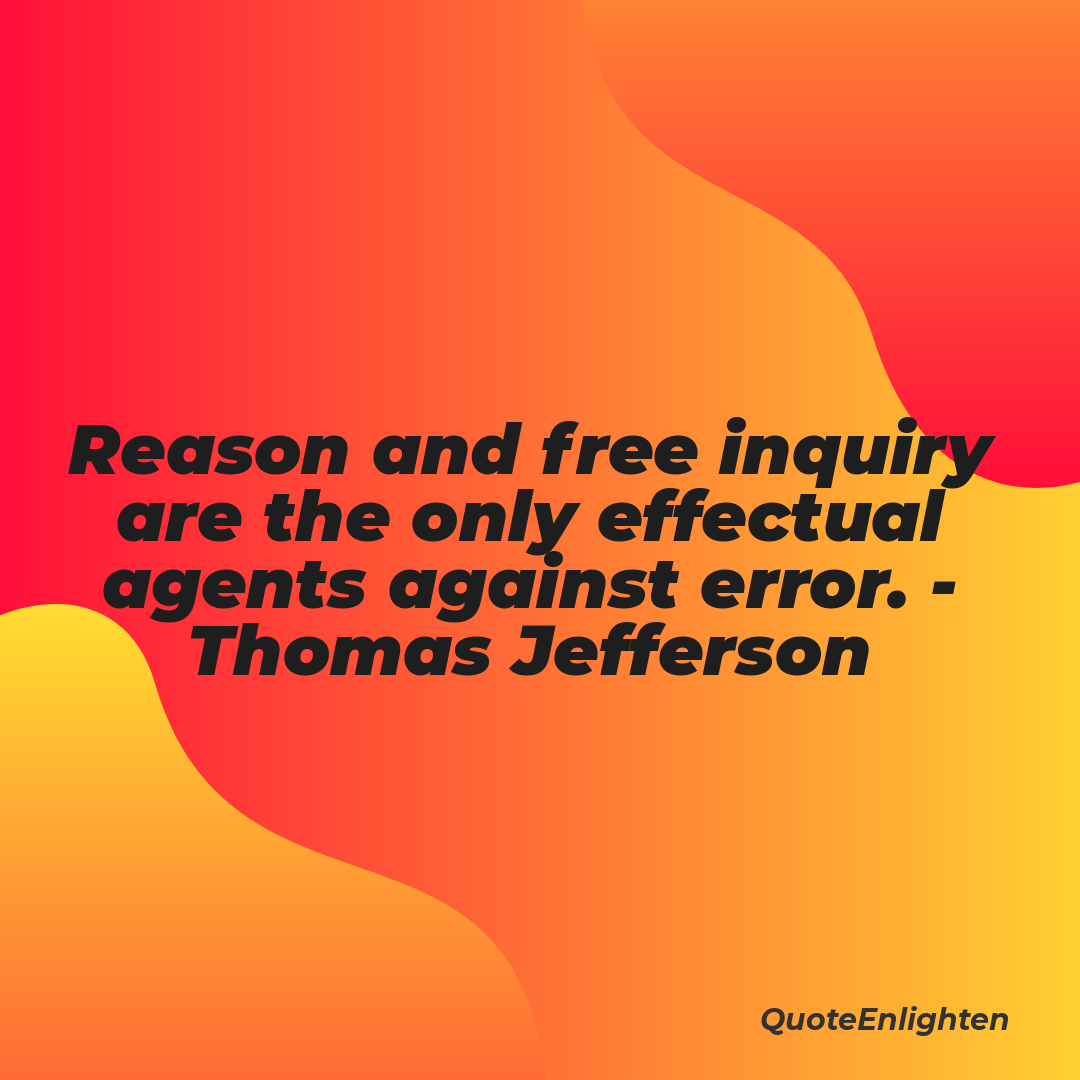 Reason and free inquiry
are the only effectual
agents against error. -
Thomas Jefferson
QuoteEnlighten